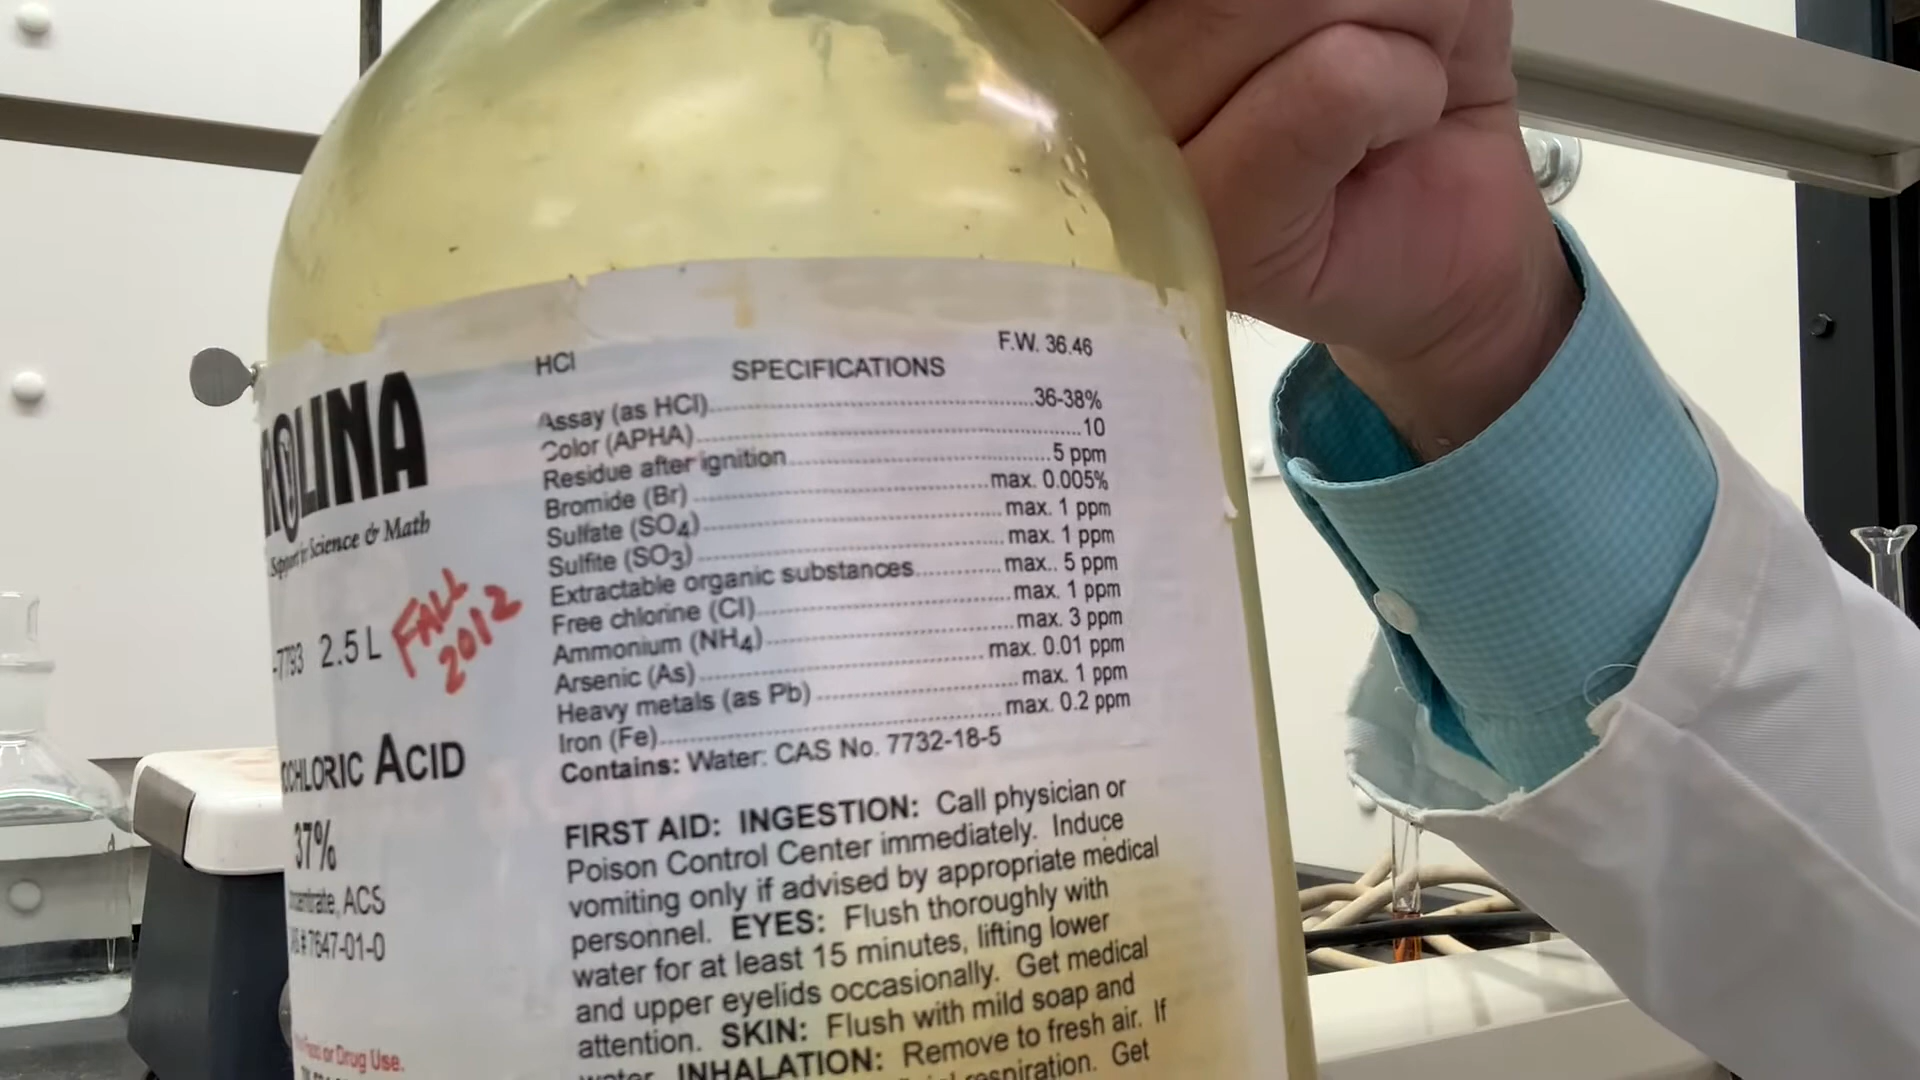 ROLINA
Science & Math
-7793 2.5 L
FALL
2012
OCHLORIC ACID
37%
ACS
# 7647-01-0
or Drug Use.
HCl
F.W. 36.46
SPECIFICATIONS
Assay (as HCl)..........36-38%
Color (APHA)..........10
Residue after ignition..........5 ppm
Bromide (Br)..........max. 0.005%
Sulfate (SO4)..........max. 1 ppm
Sulfite (SO3)..........max. 1 ppm
Extractable organic substances..........max.. 5 ppm
Free chlorine (Cl)..........max. 1 ppm
Ammonium (NH4)..........max. 3 ppm
Arsenic (As)..........max. 0.01 ppm
Heavy metals (as Pb)..........max. 1 ppm
Iron (Fe)..........max. 0.2 ppm
Contains: Water: CAS No. 7732-18-5
FIRST AID: INGESTION: Call physician or
Poison Control Center immediately. Induce
vomiting only if advised by appropriate medical
personnel. EYES: Flush thoroughly with
water for at least 15 minutes, lifting lower
and upper eyelids occasionally. Get medical
attention. SKIN: Flush with mild soap and
water. INHALATION: Remove to fresh air. If
respiration. Get